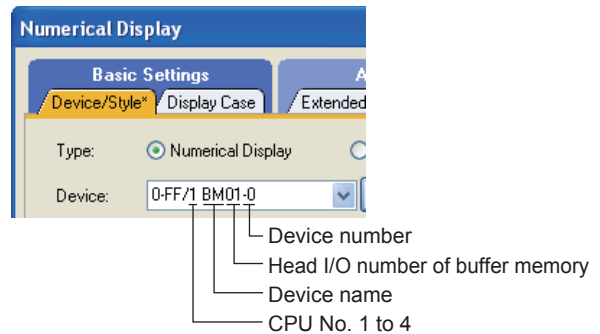 Numerical Display
Basic Settings A
Device/Style* Display Case Extended
Type: Numerical Display
Device: 0-FF/1 BM01-0
Device number
Head I/O number of buffer memory
Device name
CPU No. 1 to 4